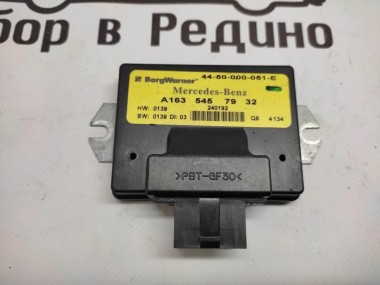 бор в Редино
BorgWarner 44-50-000-051-E
Mercedes-Benz
A163 545 79 32
HW: 0139 240192
SW: 0139 DI: 03 Q6 4134
>PBT-GF30<